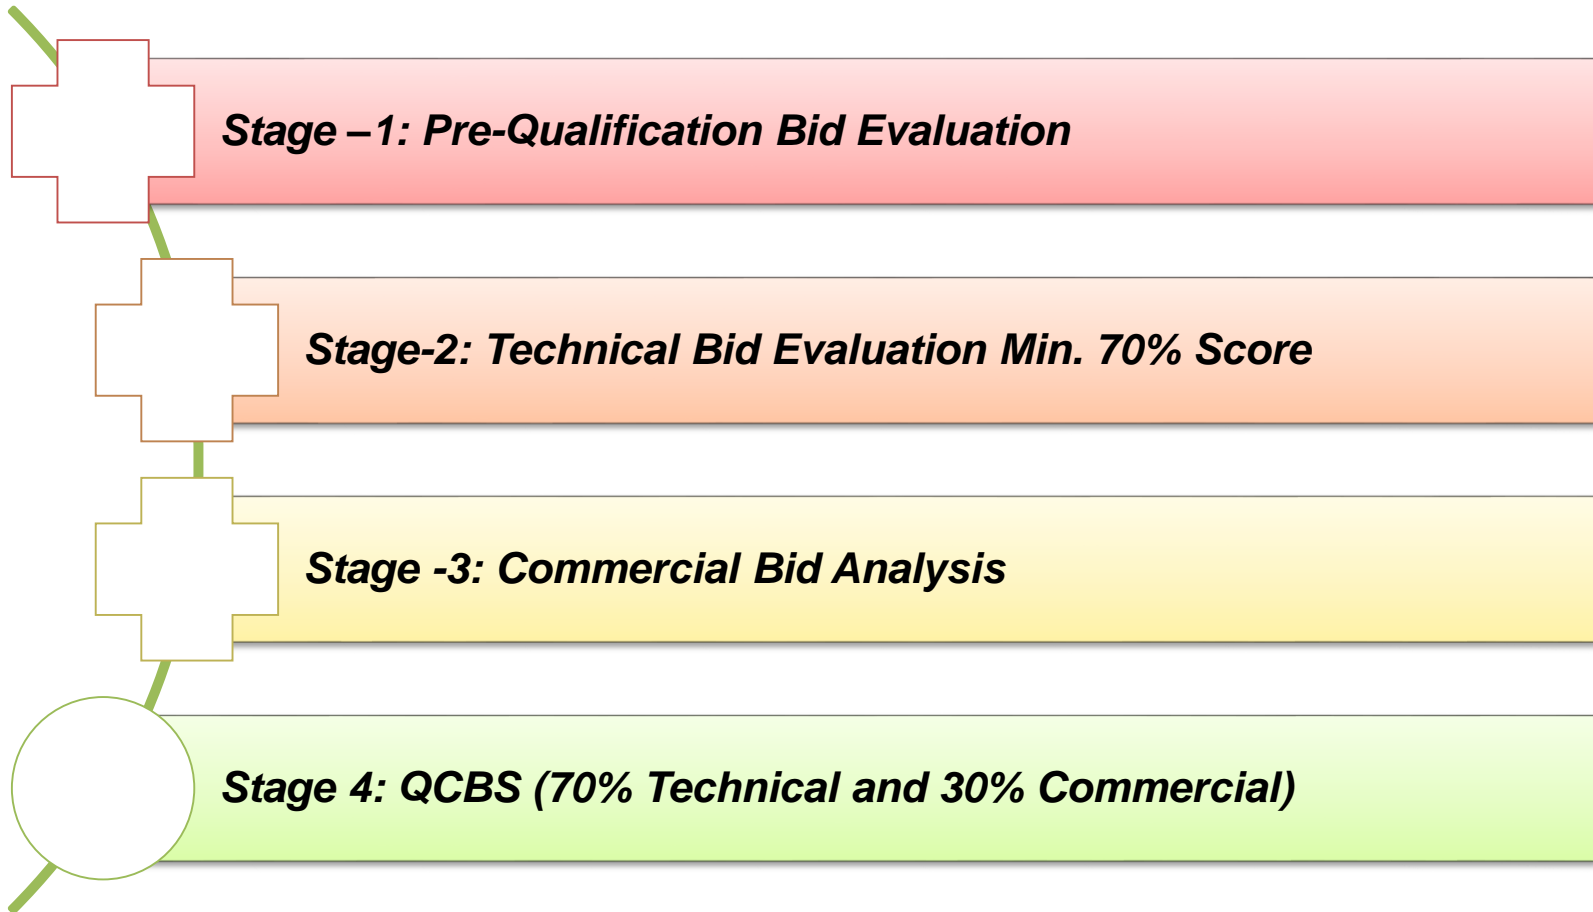 Stage –1: Pre-Qualification Bid Evaluation
Stage-2: Technical Bid Evaluation Min. 70% Score
Stage -3: Commercial Bid Analysis
Stage 4: QCBS (70% Technical and 30% Commercial)